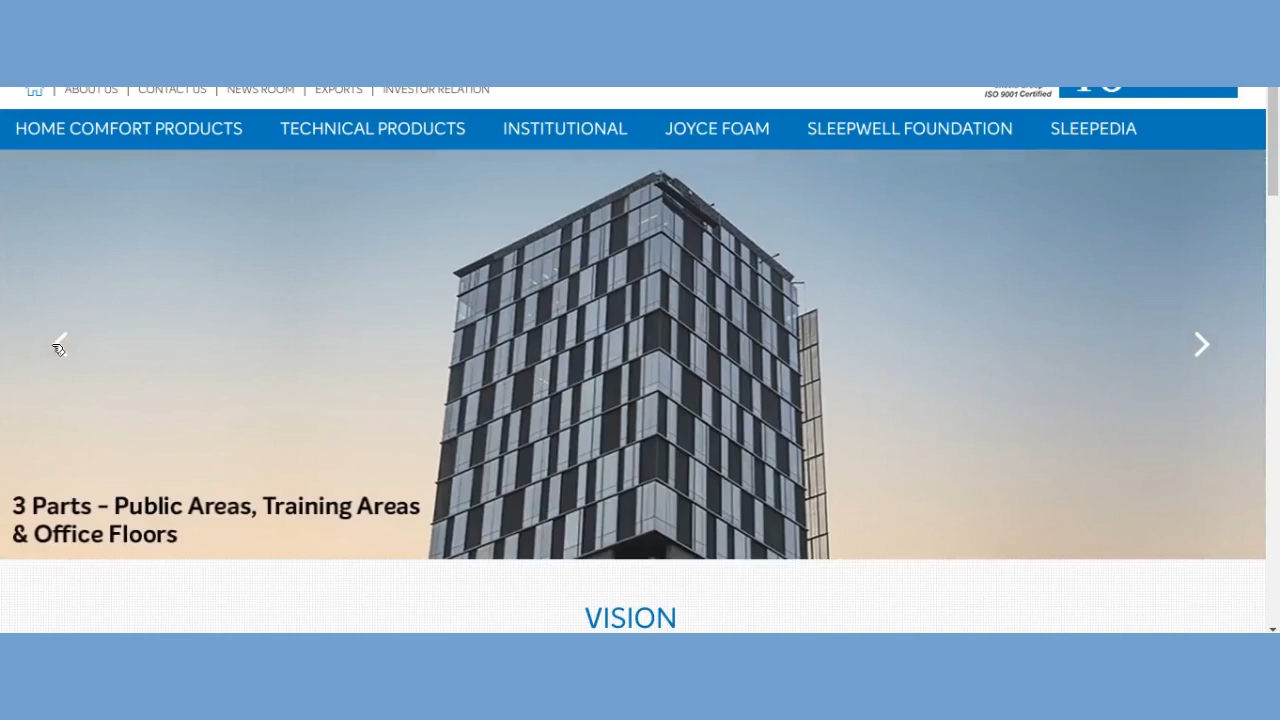 | ABOUT US | CONTACT US | NEWS ROOM | EXPORTS | INVESTOR RELATION
ISO 9001 Certified
HOME COMFORT PRODUCTS TECHNICAL PRODUCTS INSTITUTIONAL JOYCE FOAM SLEEPWELL FOUNDATION SLEEPEDIA
3 Parts - Public Areas, Training Areas
& Office Floors
VISION